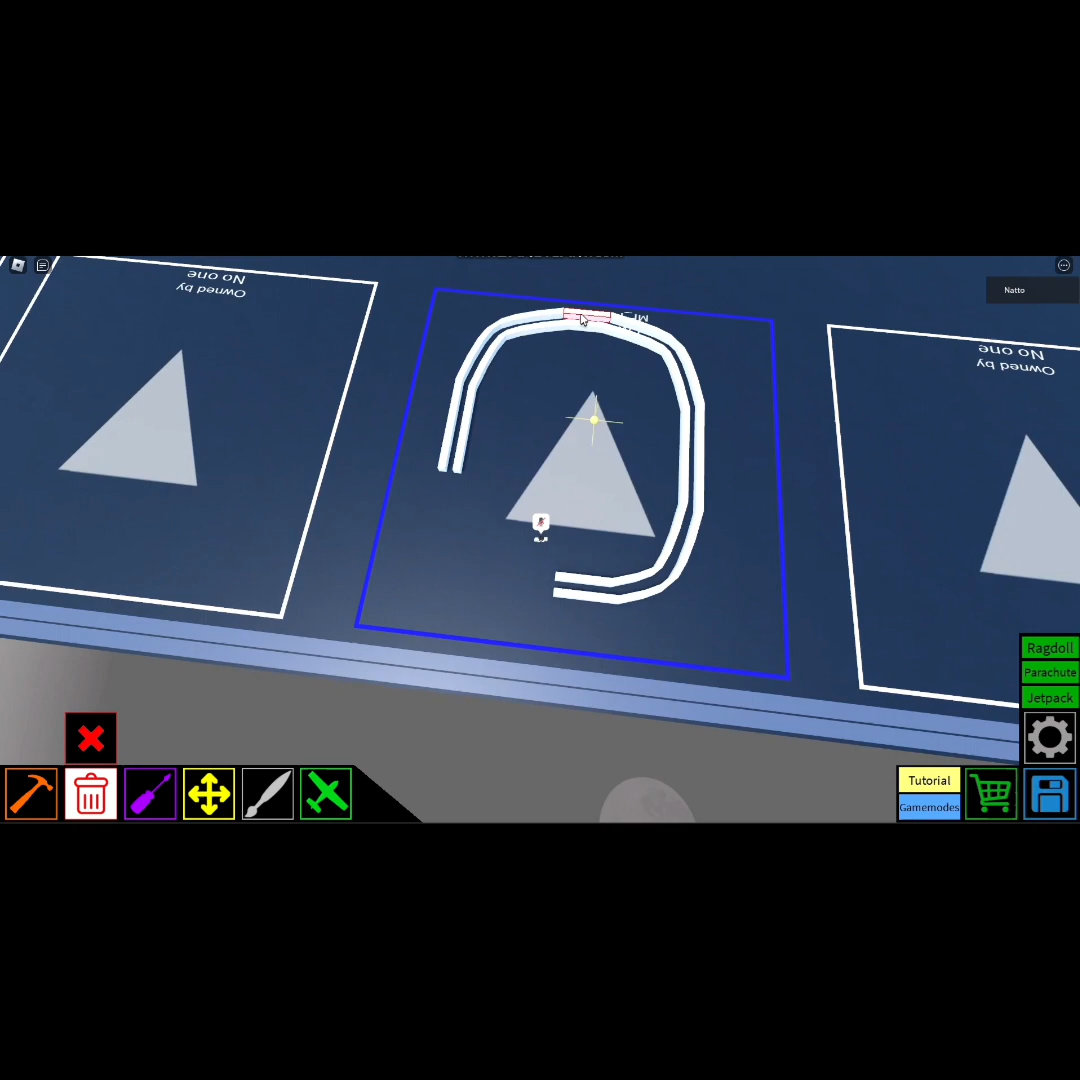 Natto
No one
Owned by
No one
Owned by
Ragdoll
Parachute
Jetpack
Tutorial
Gamemodes